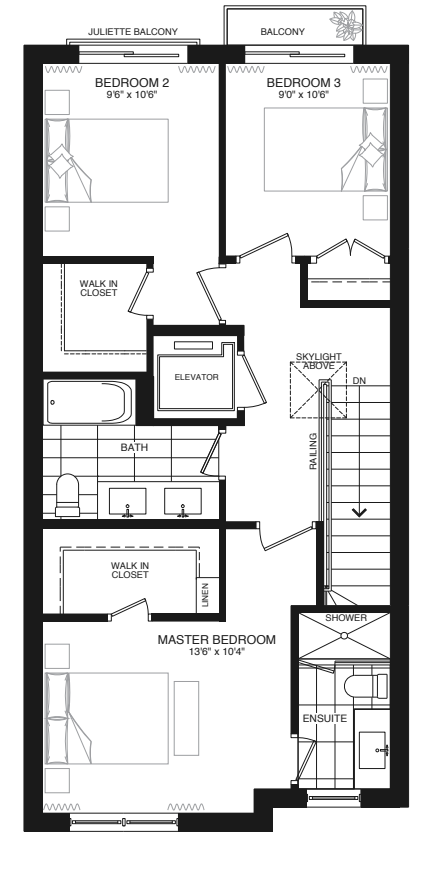 JULIETTE BALCONY
BALCONY
BEDROOM 2
9'6" x 10'6"
BEDROOM 3
9'0" x 10'6"
WALK IN
CLOSET
ELEVATOR
SKYLIGHT
ABOVE
DN
RAILING
BATH
WALK IN
CLOSET
LINEN
SHOWER
MASTER BEDROOM
13'6" x 10'4"
ENSUITE